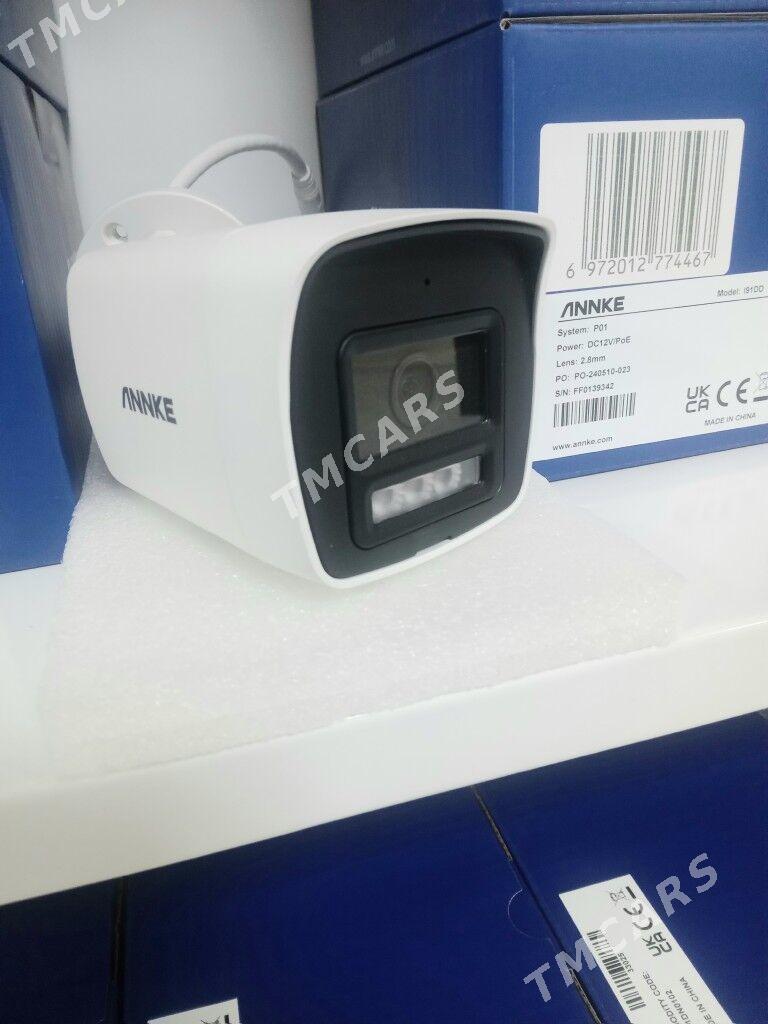 TMCARS
6 972012 774467
ANNKE
Model: I91DD
System: P01
Power: DC12V/PoE
Lens: 2.8mm
PO: PO-240510-023
S/N: FF0139342
UK
CA
CE
MADE IN CHINA
www.annke.com
ANNKE
TMCARS
TMCARS
UK
CA
CE
33025